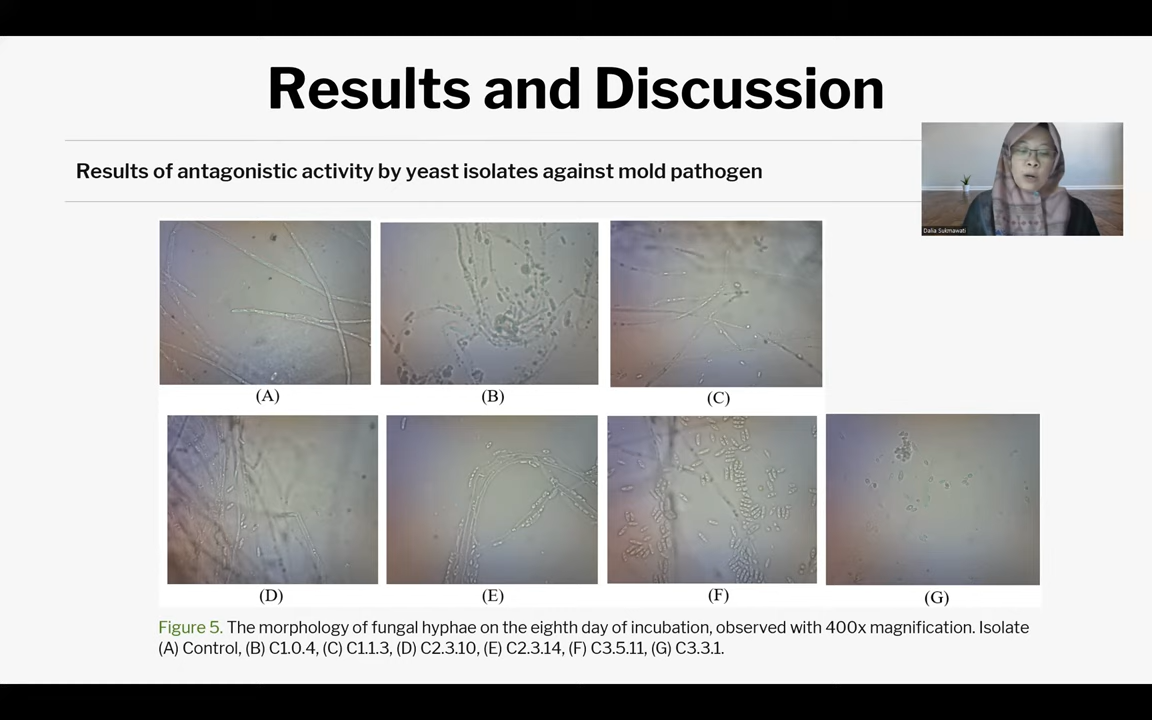 Results and Discussion
Results of antagonistic activity by yeast isolates against mold pathogen
Dalia Sukmawati
(A)
(B)
(C)
(D)
(E)
(F)
(G)
Figure 5. The morphology of fungal hyphae on the eighth day of incubation, observed with 400x magnification. Isolate
(A) Control, (B) C1.0.4, (C) C1.1.3, (D) C2.3.10, (E) C2.3.14, (F) C3.5.11, (G) C3.3.1.